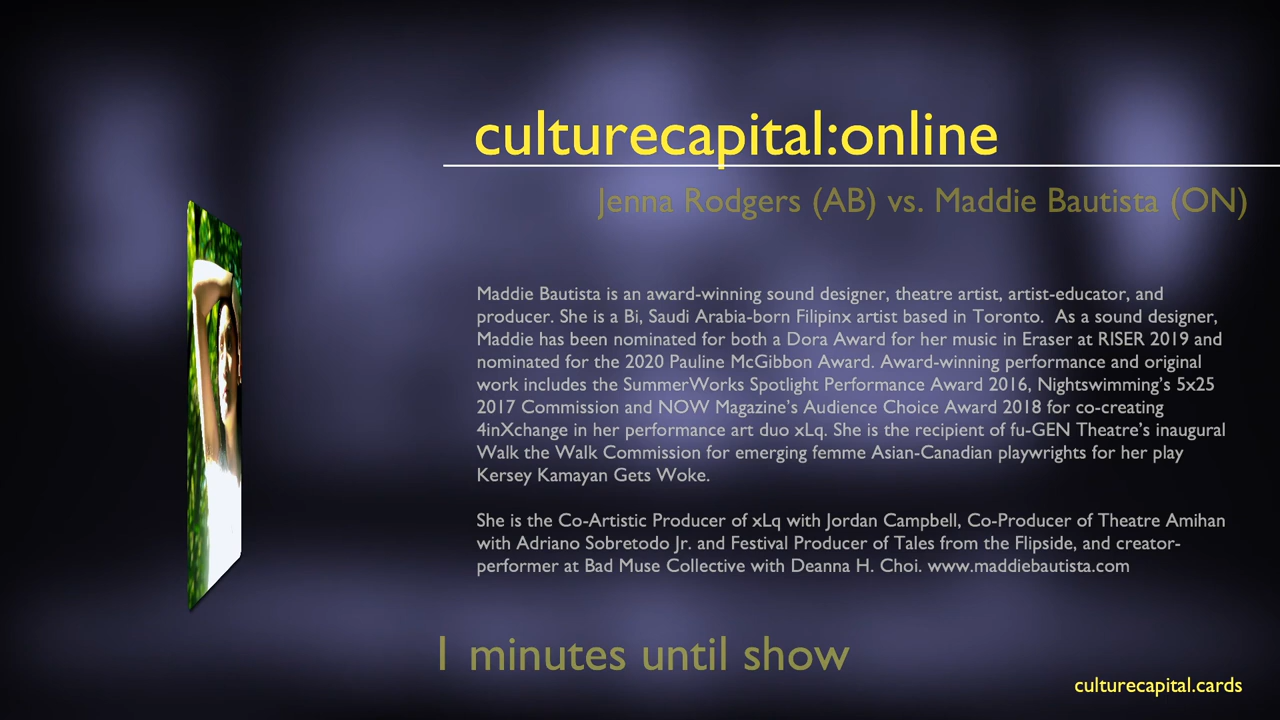 culturecapital:online
Jenna Rodgers (AB) vs. Maddie Bautista (ON)
Maddie Bautista is an award-winning sound designer, theatre artist, artist-educator, and
producer. She is a Bi, Saudi Arabia-born Filipinx artist based in Toronto.  As a sound designer,
Maddie has been nominated for both a Dora Award for her music in Eraser at RISER 2019 and
nominated for the 2020 Pauline McGibbon Award. Award-winning performance and original
work includes the SummerWorks Spotlight Performance Award 2016, Nightswimming’s 5x25
2017 Commission and NOW Magazine’s Audience Choice Award 2018 for co-creating
4inXchange in her performance art duo xLq. She is the recipient of fu-GEN Theatre’s inaugural
Walk the Walk Commission for emerging femme Asian-Canadian playwrights for her play
Kersey Kamayan Gets Woke.
She is the Co-Artistic Producer of xLq with Jordan Campbell, Co-Producer of Theatre Amihan
with Adriano Sobretodo Jr. and Festival Producer of Tales from the Flipside, and creator-
performer at Bad Muse Collective with Deanna H. Choi. www.maddiebautista.com
1 minutes until show
culturecapital.cards